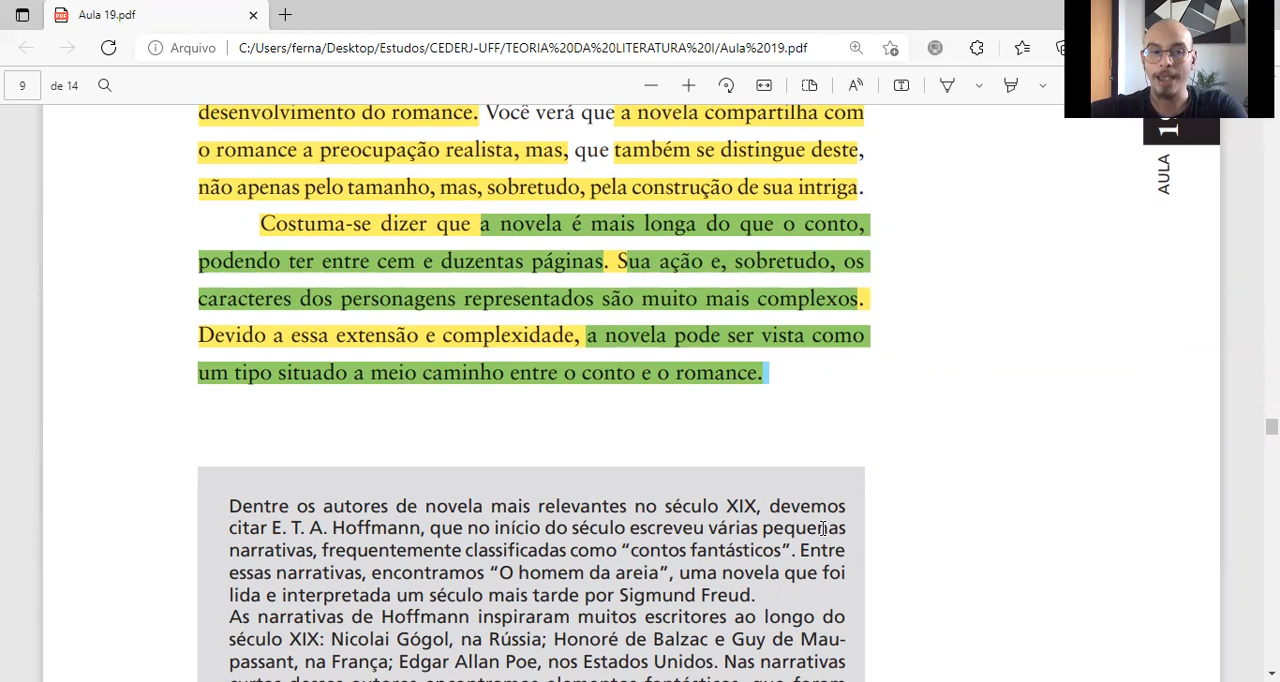 Aula 19.pdf
Arquivo C:/Users/ferna/Desktop/Estudos/CEDERJ-UFF/TEORIA%20DA%20LITERATURA%20I/Aula%2019.pdf
9 de 14
desenvolvimento do romance. Você verá que a novela compartilha com
o romance a preocupação realista, mas, que também se distingue deste,
não apenas pelo tamanho, mas, sobretudo, pela construção de sua intriga.
Costuma-se dizer que a novela é mais longa do que o conto,
podendo ter entre cem e duzentas páginas. Sua ação e, sobretudo, os
caracteres dos personagens representados são muito mais complexos.
Devido a essa extensão e complexidade, a novela pode ser vista como
um tipo situado a meio caminho entre o conto e o romance.
AULA
Dentre os autores de novela mais relevantes no século XIX, devemos
citar E. T. A. Hoffmann, que no início do século escreveu várias pequenas
narrativas, frequentemente classificadas como “contos fantásticos”. Entre
essas narrativas, encontramos “O homem da areia”, uma novela que foi
lida e interpretada um século mais tarde por Sigmund Freud.
As narrativas de Hoffmann inspiraram muitos escritores ao longo do
século XIX: Nicolai Gógol, na Rússia; Honoré de Balzac e Guy de Mau-
passant, na França; Edgar Allan Poe, nos Estados Unidos. Nas narrativas